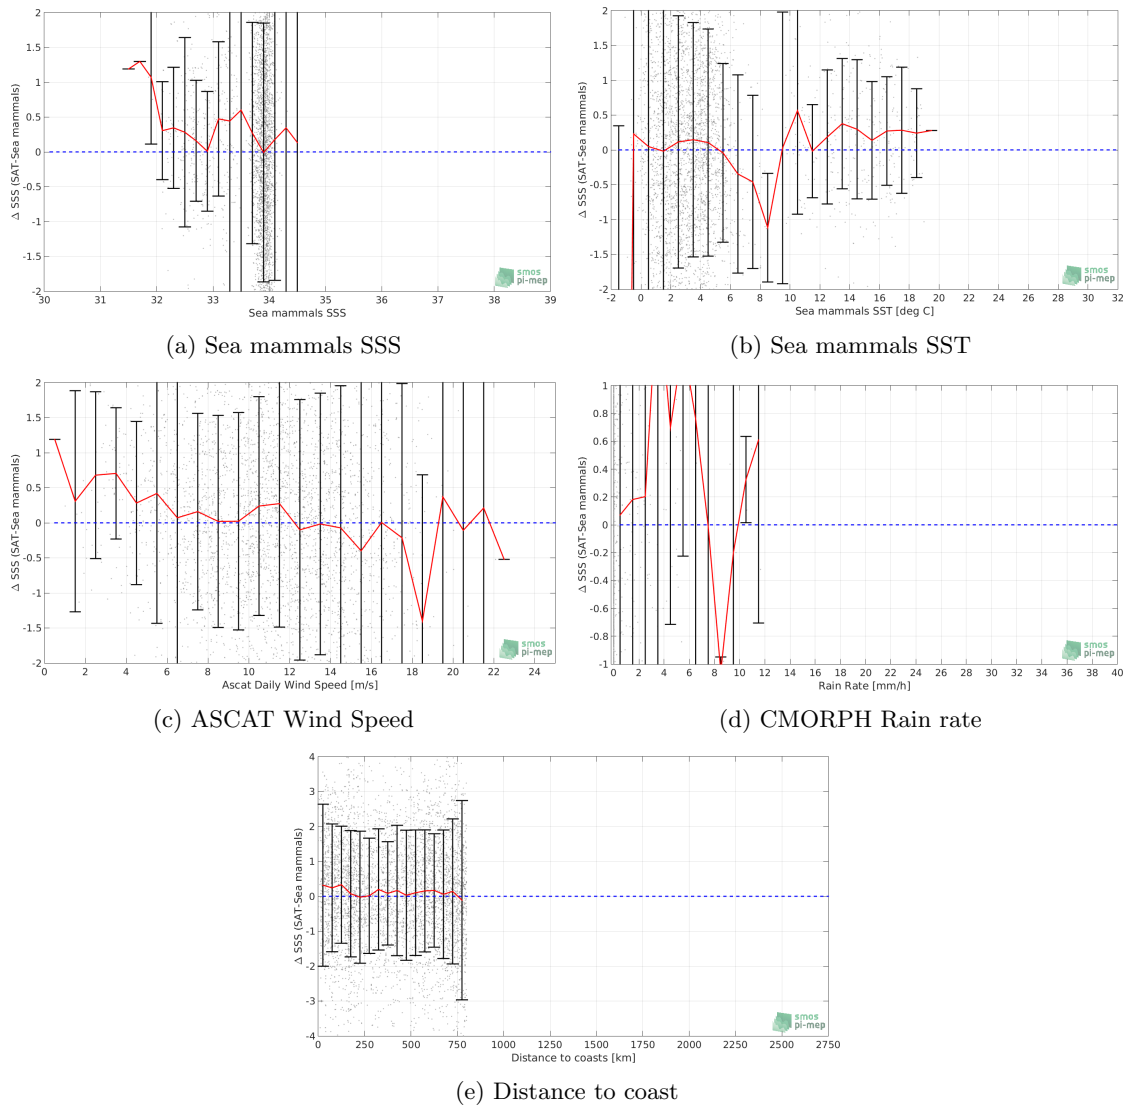 2
1.5
1
0.5
0
-0.5
-1
-1.5
-2
Δ SSS (SAT-Sea mammals)
30 31 32 33 34 35 36 37 38 39
Sea mammals SSS
smos
pi-mep
(a) Sea mammals SSS
2
1.5
1
0.5
0
-0.5
-1
-1.5
-2
Δ SSS (SAT-Sea mammals)
-2 0 2 4 6 8 10 12 14 16 18 20 22 24 26 28 30 32
Sea mammals SST [deg C]
smos
pi-mep
(b) Sea mammals SST
2
1.5
1
0.5
0
-0.5
-1
-1.5
-2
Δ SSS (SAT-Sea mammals)
0 2 4 6 8 10 12 14 16 18 20 22 24
Ascat Daily Wind Speed [m/s]
smos
pi-mep
(c) ASCAT Wind Speed
1
0.8
0.6
0.4
0.2
0
-0.2
-0.4
-0.6
-0.8
-1
Δ SSS (SAT-Sea mammals)
0 2 4 6 8 10 12 14 16 18 20 22 24 26 28 30 32 34 36 38 40
Rain Rate [mm/h]
smos
pi-mep
(d) CMORPH Rain rate
4
3
2
1
0
-1
-2
-3
-4
Δ SSS (SAT-Sea mammals)
0 250 500 750 1000 1250 1500 1750 2000 2250 2500 2750
Distance to coasts [km]
smos
pi-mep
(e) Distance to coast